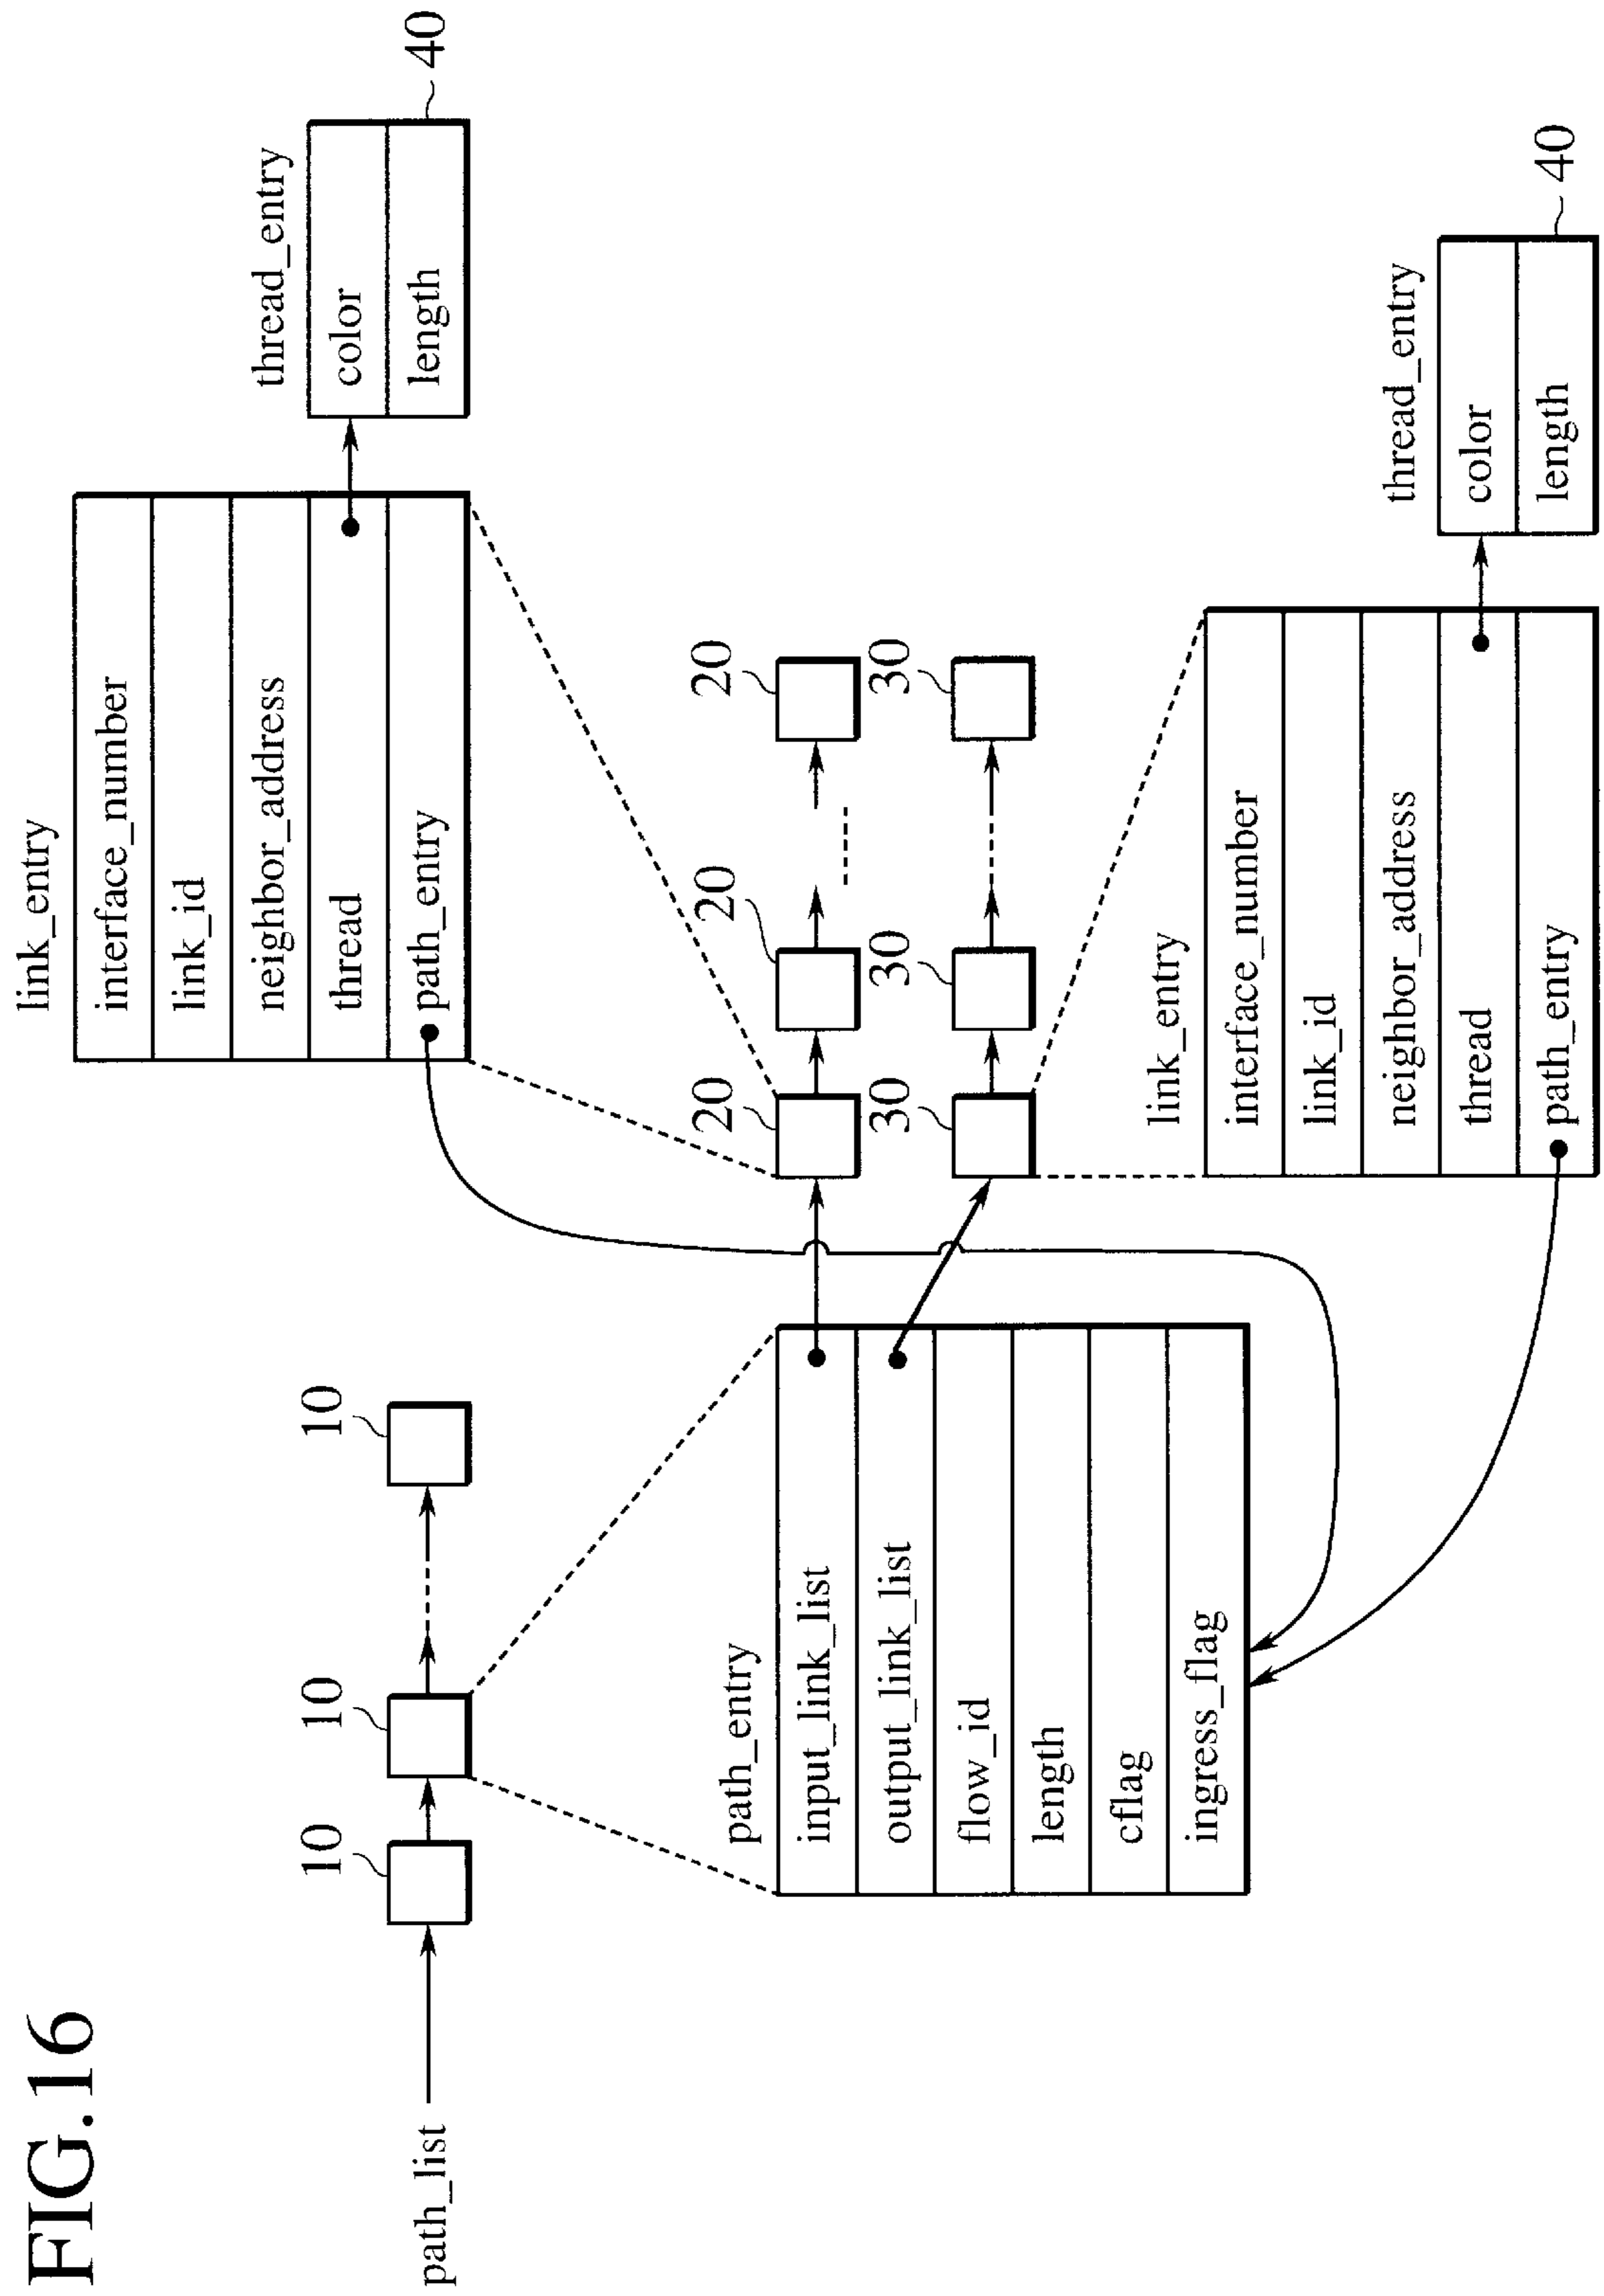 FIG.16
link_entry
interface_number
link_id
neighbor_address
thread
path_entry
thread_entry
color
length
40
path_list
10
10
10
path_entry
input_link_list
output_link_list
flow_id
length
cflag
ingress_flag
20
20
20
30
30
30
link_entry
interface_number
link_id
neighbor_address
thread
path_entry
thread_entry
color
length
40